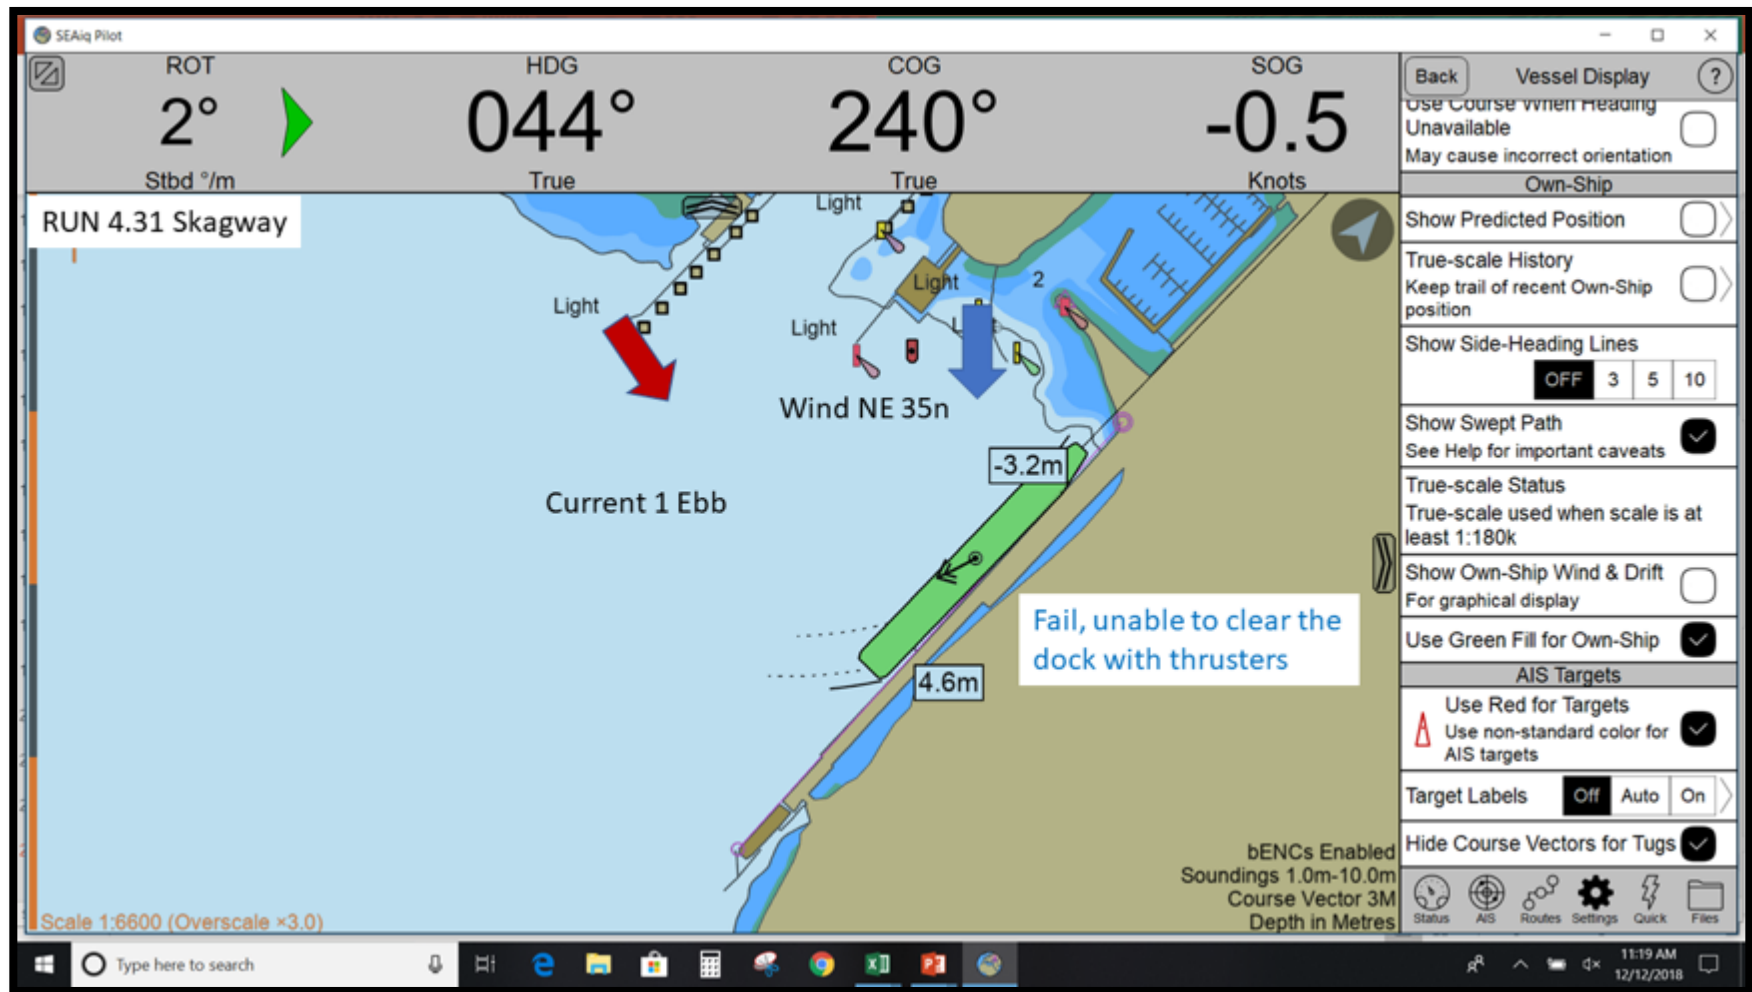 SEAiq Pilot
ROT
HDG
COG
SOG
2°
044°
240°
-0.5
Stbd °/m
True
True
Knots
RUN 4.31 Skagway
Light
Light
2
Light
Light
Wind NE 35n
-3.2m
Current 1 Ebb
Fail, unable to clear the
dock with thrusters
4.6m
bENCs Enabled
Soundings 1.0m-10.0m
Course Vector 3M
Depth in Metres
Scale 1:6600 (Overscale ×3.0)
Back
Vessel Display
?
Use Course When Heading
Unavailable
May cause incorrect orientation
Own-Ship
Show Predicted Position
True-scale History
Keep trail of recent Own-Ship
position
Show Side-Heading Lines
OFF 3 5 10
Show Swept Path
See Help for important caveats
True-scale Status
True-scale used when scale is at
least 1:180k
Show Own-Ship Wind & Drift
For graphical display
Use Green Fill for Own-Ship
AIS Targets
Use Red for Targets
Use non-standard color for
AIS targets
Target Labels Off Auto On
Hide Course Vectors for Tugs
Status AIS Routes Settings Quick Files
Type here to search
11:19 AM
12/12/2018